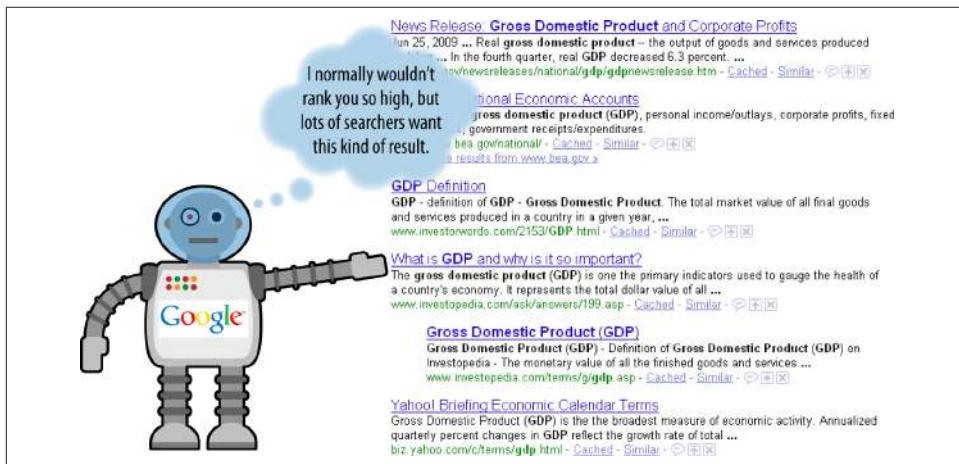 News Release: Gross Domestic Product and Corporate Profits
Jun 25, 2009 ... Real gross domestic product – the output of goods and services produced
... In the fourth quarter, real GDP decreased 6.3 percent. ...
/newsreleases/national/gdp/gdpnewsrelease.htm - Cached - Similar -
I normally wouldn't
rank you so high, but
lots of searchers want
this kind of result.
Economic Accounts
gross domestic product (GDP), personal income/outlays, corporate profits, fixed
government receipts/expenditures.
bea.gov/national/ - Cached - Similar -
results from www.bea.gov »
GDP Definition
GDP - definition of GDP - Gross Domestic Product. The total market value of all final goods
and services produced in a country in a given year, ...
www.investorwords.com/2153/GDP.html - Cached - Similar -
What is GDP and why is it so important?
The gross domestic product (GDP) is one the primary indicators used to gauge the health of
a country's economy. It represents the total dollar value of all ...
www.investopedia.com/ask/answers/199.asp - Cached - Similar -
Google
Gross Domestic Product (GDP)
Gross Domestic Product (GDP) - Definition of Gross Domestic Product (GDP) on
Investopedia - The monetary value of all the finished goods and services ...
www.investopedia.com/terms/g/gdp.asp - Cached - Similar -
Yahoo! Briefing Economic Calendar Terms
Gross Domestic Product (GDP) is the the broadest measure of economic activity. Annualized
quarterly percent changes in GDP reflect the growth rate of total ...
biz.yahoo.com/c/terms/gdp.html - Cached - Similar -